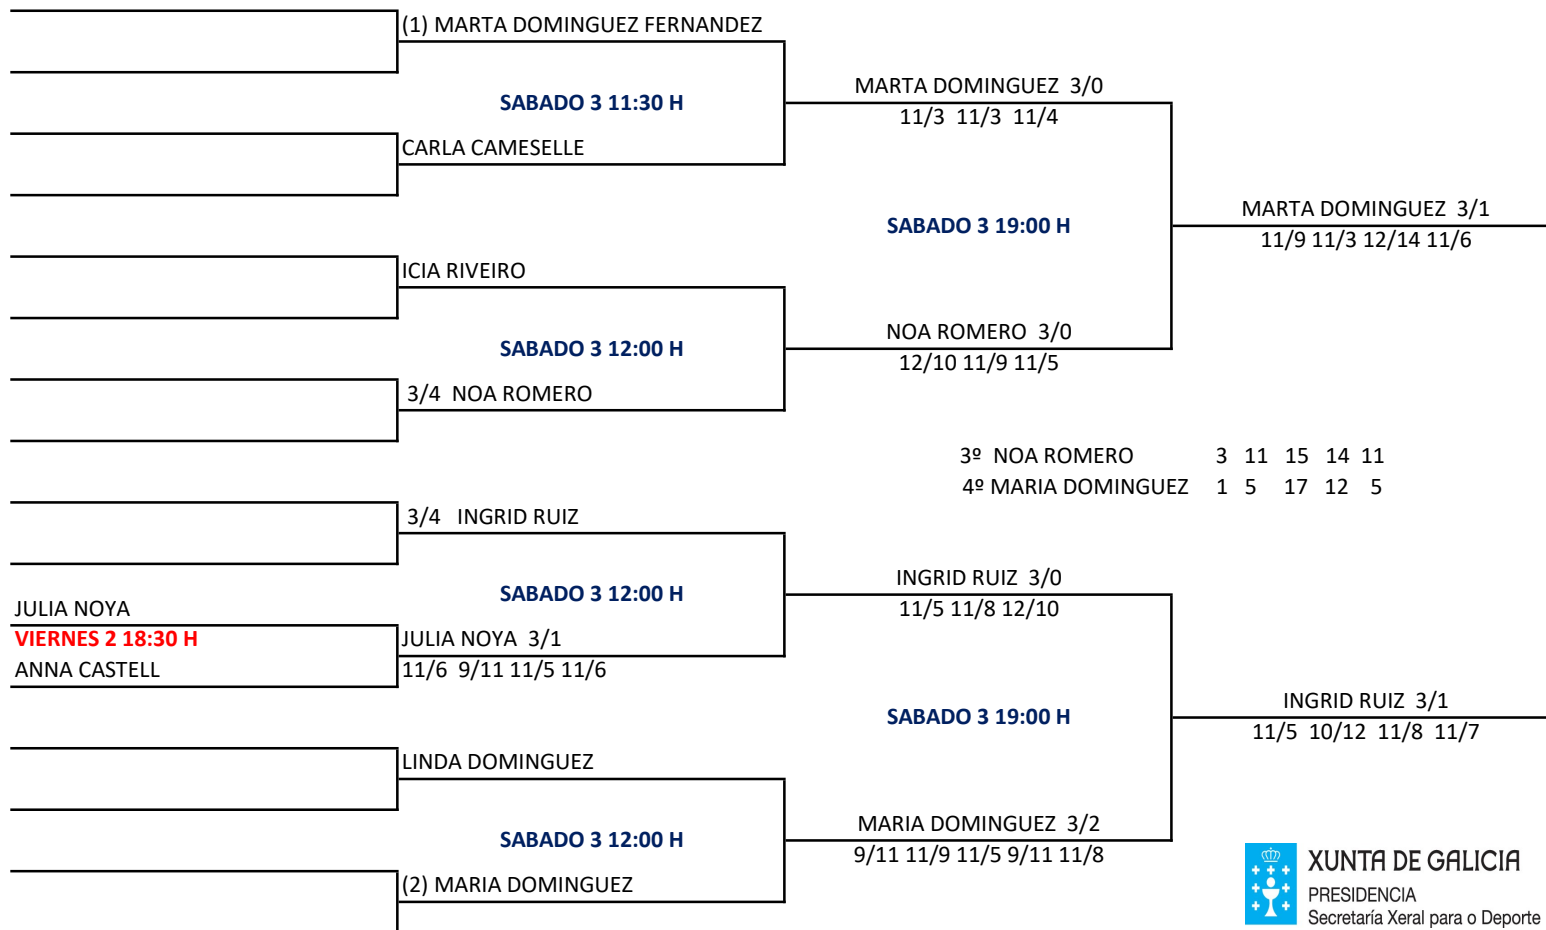 (1) MARTA DOMINGUEZ FERNANDEZ
MARTA DOMINGUEZ 3/0
SABADO 3 11:30 H
11/3 11/3 11/4
CARLA CAMESELLE
MARTA DOMINGUEZ 3/1
SABADO 3 19:00 H
11/9 11/3 12/14 11/6
ICIA RIVEIRO
NOA ROMERO 3/0
SABADO 3 12:00 H
12/10 11/9 11/5
3/4 NOA ROMERO
3º NOA ROMERO 3 11 15 14 11
4º MARIA DOMINGUEZ 1 5 17 12 5
3/4 INGRID RUIZ
INGRID RUIZ 3/0
SABADO 3 12:00 H
11/5 11/8 12/10
JULIA NOYA
VIERNES 2 18:30 H
JULIA NOYA 3/1
ANNA CASTELL
11/6 9/11 11/5 11/6
INGRID RUIZ 3/1
SABADO 3 19:00 H
11/5 10/12 11/8 11/7
LINDA DOMINGUEZ
MARIA DOMINGUEZ 3/2
SABADO 3 12:00 H
9/11 11/9 11/5 9/11 11/8
(2) MARIA DOMINGUEZ
XUNTA DE GALICIA
PRESIDENCIA
Secretaría Xeral para o Deporte